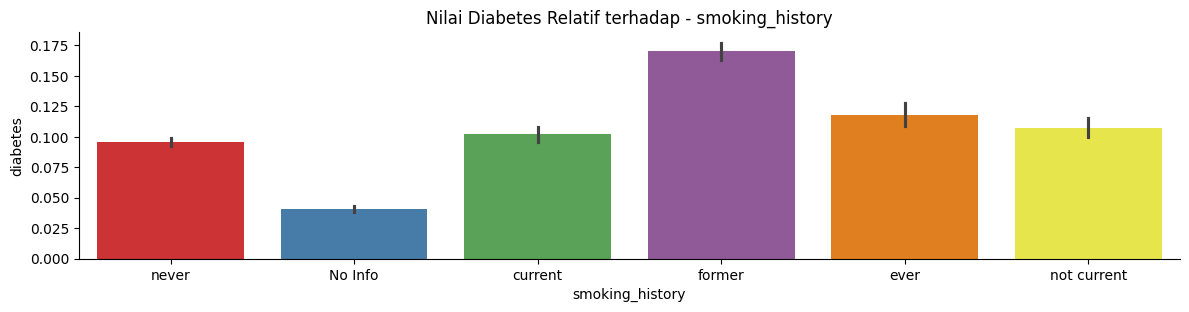 Nilai Diabetes Relatif terhadap - smoking_history
0.175
0.150
0.125
0.100
0.075
0.050
0.025
0.000
diabetes
never No Info current former ever not current
smoking_history